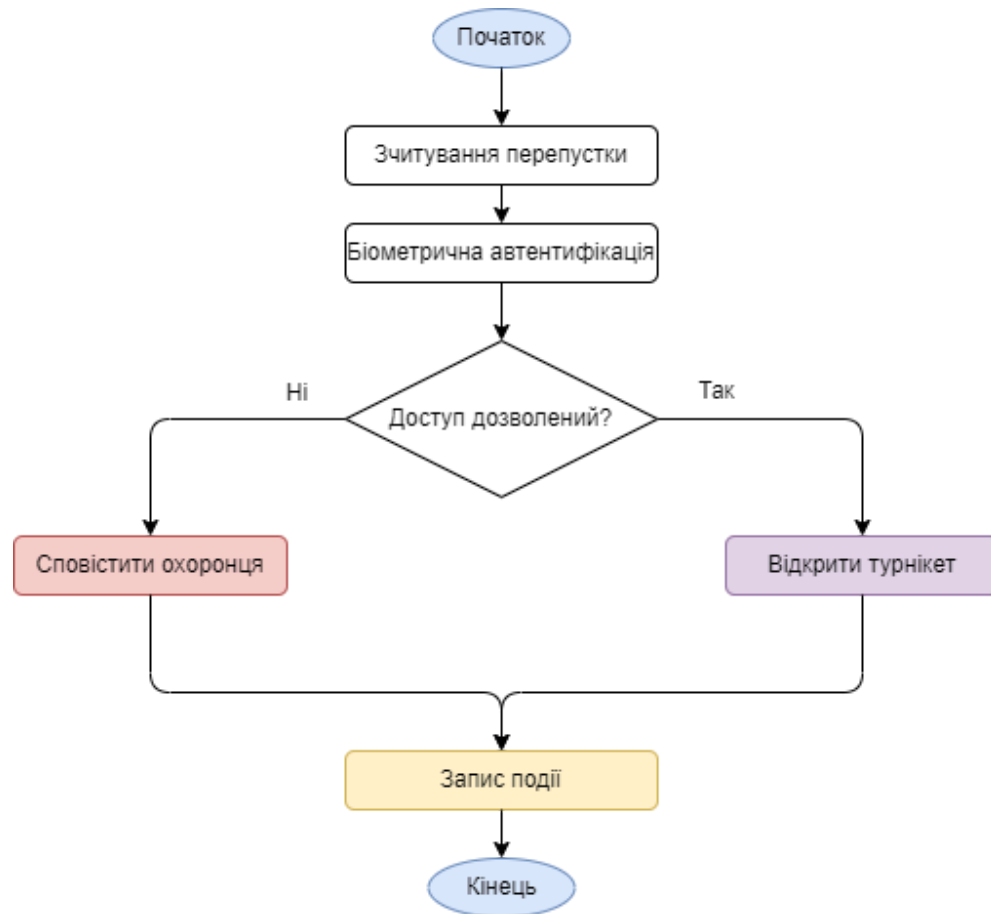 Початок
Зчитування перепустки
Біометрична автентифікація
Доступ дозволений?
Ні
Так
Сповістити охоронця
Відкрити турнікет
Запис події
Кінець